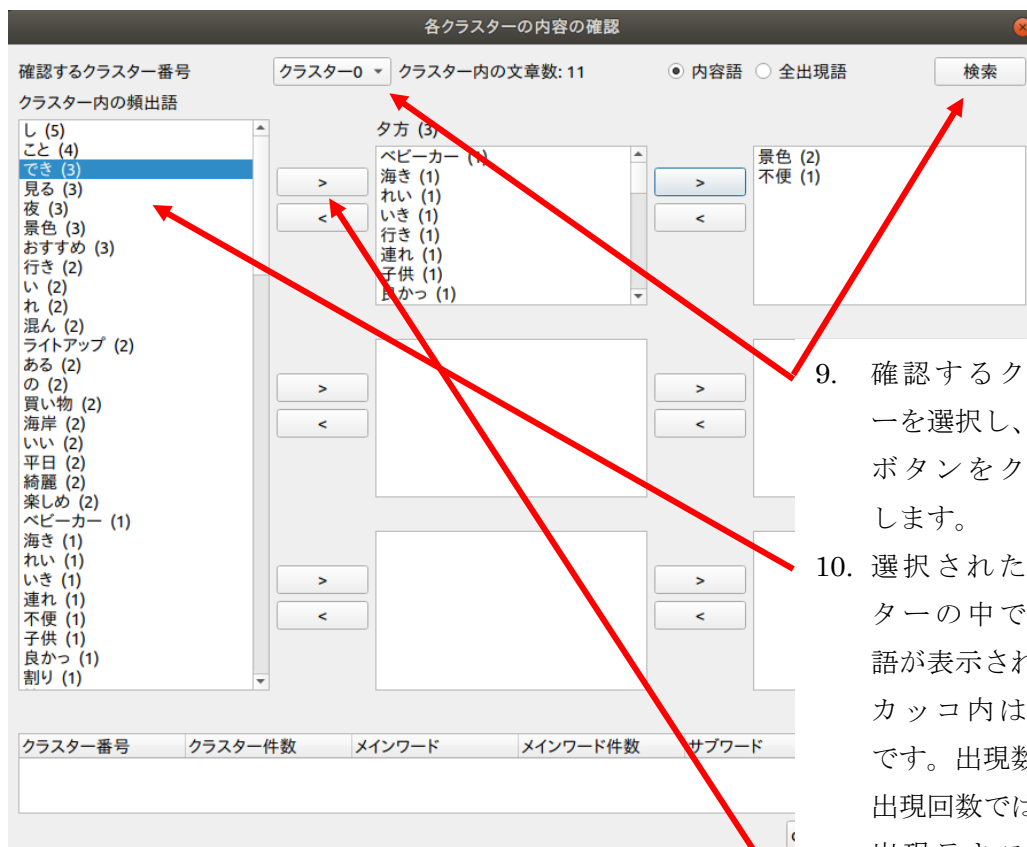 各クラスターの内容の確認
確認するクラスター番号
クラスター0
クラスター内の文章数: 11
内容語
全出現語
検索
クラスター内の頻出語
し (5)
こと (4)
でき (3)
見る (3)
夜 (3)
景色 (3)
おすすめ (3)
行き (2)
い (2)
れ (2)
混ん (2)
ライトアップ (2)
ある (2)
の (2)
買い物 (2)
海岸 (2)
いい (2)
平日 (2)
綺麗 (2)
楽しめ (2)
ベビーカー (1)
海き (1)
れい (1)
いき (1)
連れ (1)
不便 (1)
子供 (1)
良かっ (1)
割り (1)
>
<
>
<
>
<
夕方 (3)
ベビーカー (1)
海き (1)
れい (1)
いき (1)
行き (1)
連れ (1)
子供 (1)
良かっ (1)
>
<
>
<
>
<
景色 (2)
不便 (1)
クラスター番号
クラスター件数
メインワード
メインワード件数
サブワード
9. 確認するク
ーを選択し、
ボタンをク
します。
10. 選択された
ターの中で
語が表示され
カッコ内は
です。出現数
出現回数では